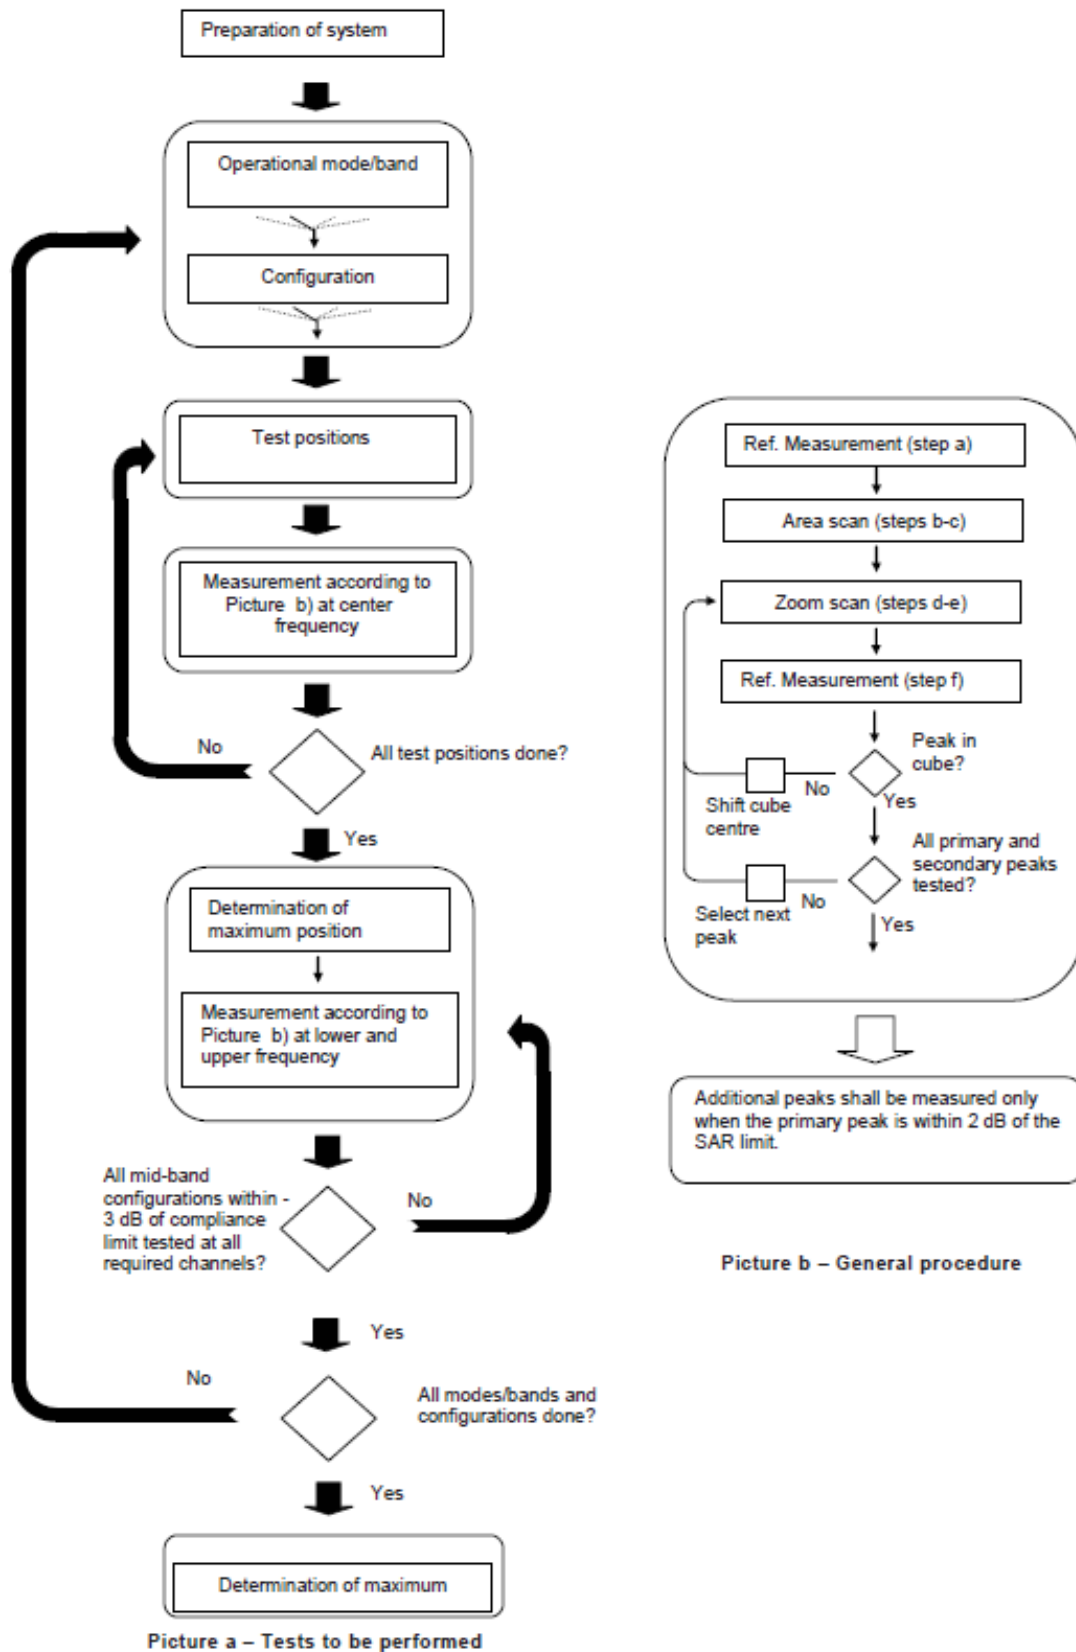 Preparation of system
Operational mode/band
Configuration
Test positions
Measurement according to
Picture b) at center
frequency
No
All test positions done?
Yes
Determination of
maximum position
Measurement according to
Picture b) at lower and
upper frequency
All mid-band
configurations within -
3 dB of compliance
limit tested at all
required channels?
No
Yes
No
All modes/bands and
configurations done?
Yes
Determination of maximum
Picture a – Tests to be performed
Ref. Measurement (step a)
Area scan (steps b-c)
Zoom scan (steps d-e)
Ref. Measurement (step f)
Peak in
cube?
No
Shift cube
centre
Yes
All primary and
secondary peaks
tested?
No
Select next
peak
Yes
Additional peaks shall be measured only
when the primary peak is within 2 dB of the
SAR limit.
Picture b – General procedure